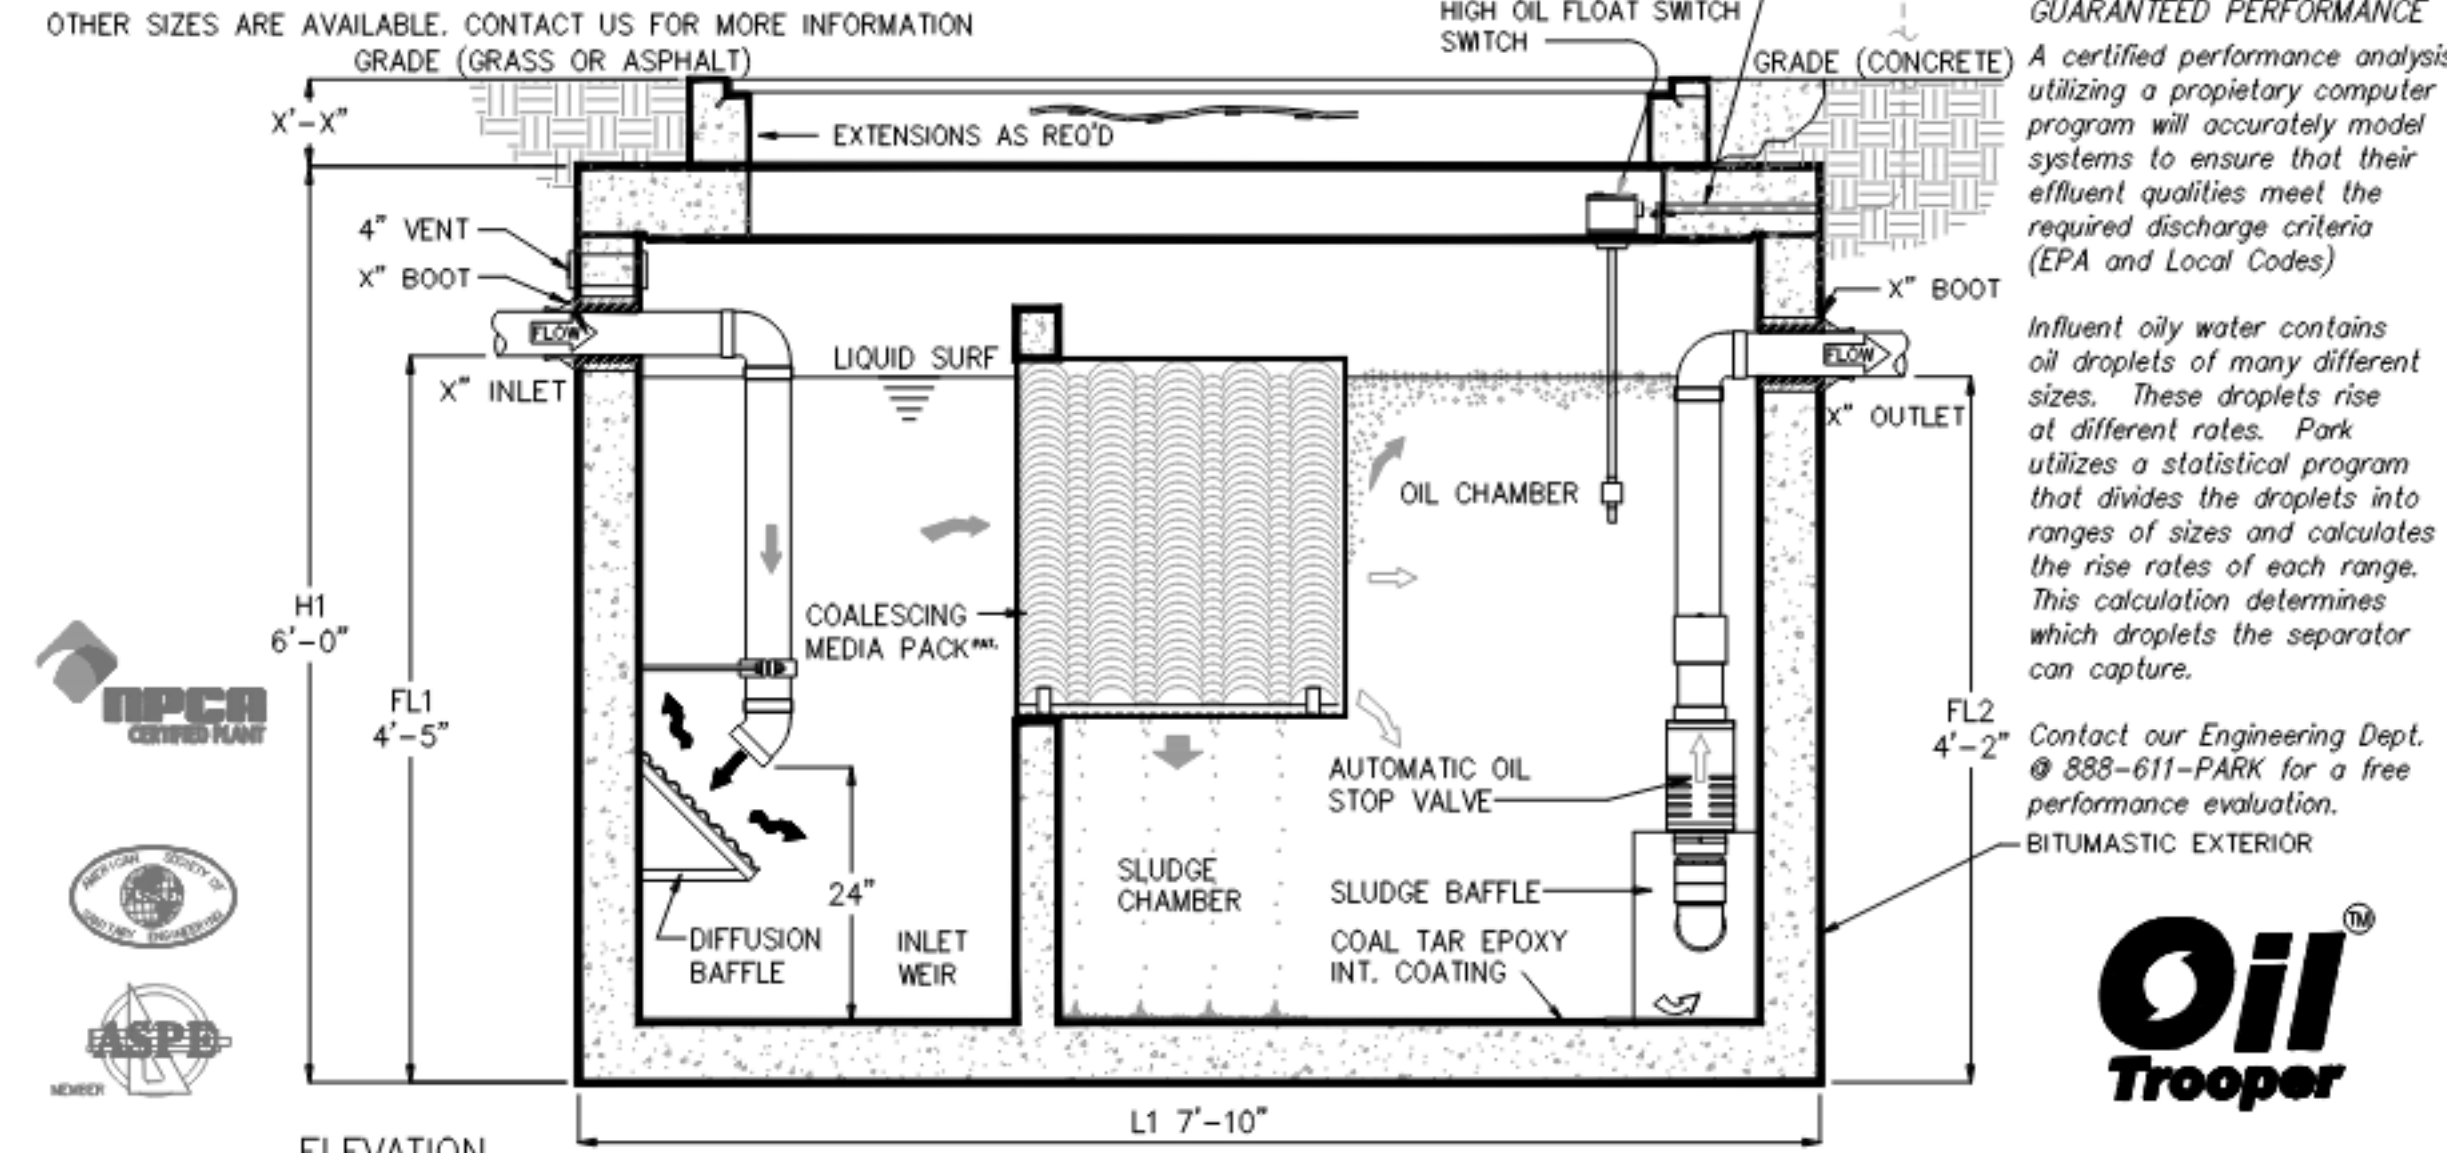 OTHER SIZES ARE AVAILABLE. CONTACT US FOR MORE INFORMATION
GRADE (GRASS OR ASPHALT)
HIGH OIL FLOAT SWITCH
SWITCH
GRADE (CONCRETE)
X'-X"
EXTENSIONS AS REQ'D
4" VENT
X" BOOT
FLOW
X" INLET
LIQUID SURF
X" BOOT
FLOW
X" OUTLET
OIL CHAMBER
H1
6'-0"
FL1
4'-5"
COALESCING
MEDIA PACK PAT.
FL2
4'-2"
AUTOMATIC OIL
STOP VALVE
24"
SLUDGE
CHAMBER
SLUDGE BAFFLE
DIFFUSION
BAFFLE
INLET
WEIR
COAL TAR EPOXY
INT. COATING
L1 7'-10"
ELEVATION
NPCA
CERTIFIED PLANT
AMERICAN SOCIETY OF
SANITARY ENGINEERING
ASPE
MEMBER
GUARANTEED PERFORMANCE
A certified performance analysis
utilizing a propietary computer
program will accurately model
systems to ensure that their
effluent qualities meet the
required discharge criteria
(EPA and Local Codes)
Influent oily water contains
oil droplets of many different
sizes. These droplets rise
at different rates. Park
utilizes a statistical program
that divides the droplets into
ranges of sizes and calculates
the rise rates of each range.
This calculation determines
which droplets the separator
can capture.
Contact our Engineering Dept.
@ 888-611-PARK for a free
performance evaluation.
BITUMASTIC EXTERIOR
Oil TM
Trooper